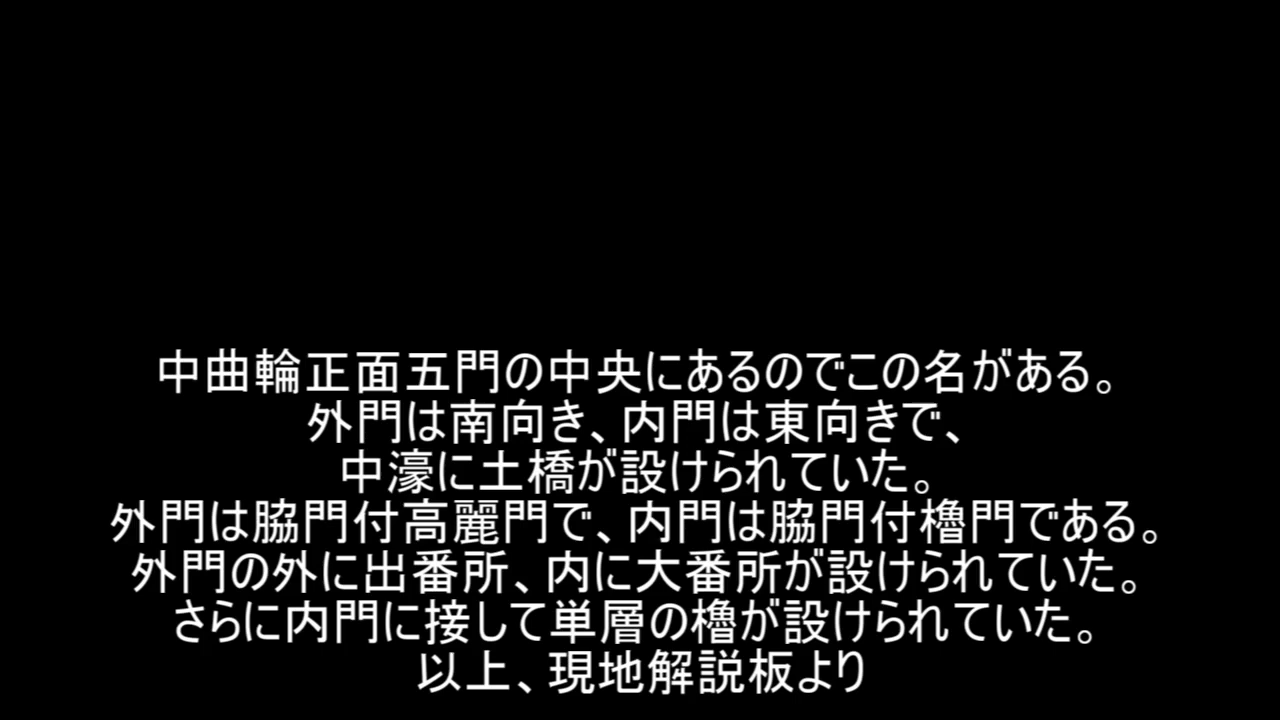 中曲輪正面五門の中央にあるのでこの名がある。
外門は南向き、内門は東向きで、
中濠に土橋が設けられていた。
外門は脇門付高麗門で、内門は脇門付櫓門である。
外門の外に出番所、内に大番所が設けられていた。
さらに内門に接して単層の櫓が設けられていた。
以上、現地解説板より